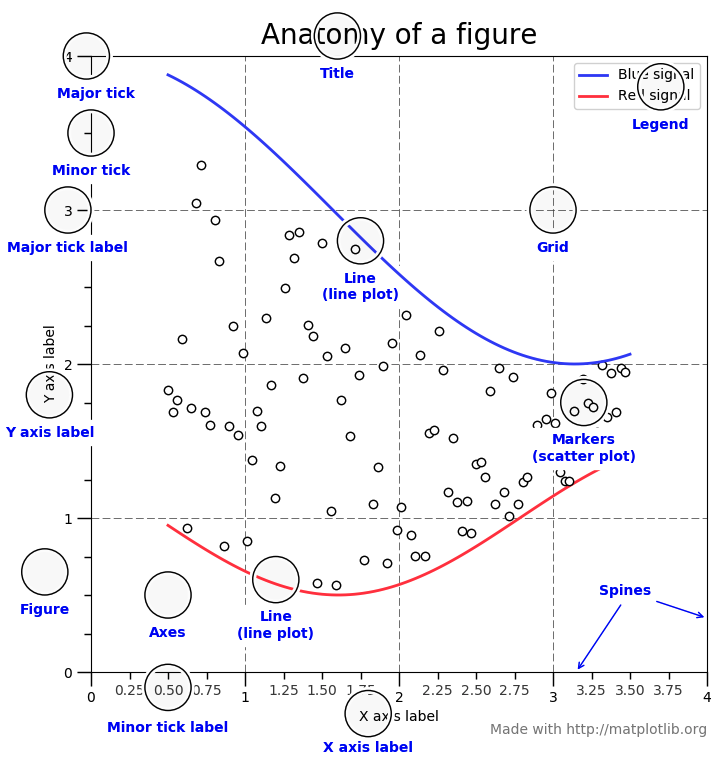 Anatomy of a figure
Title
Blue signal
Red signal
Legend
4
Major tick
Minor tick
3
Major tick label
Grid
Line
(line plot)
2
Y axis label
Y axis label
Markers
(scatter plot)
1
Figure
Axes
Line
(line plot)
Spines
0
0 0.25 0.50 0.75 1 1.25 1.50 1.75 2 2.25 2.50 2.75 3 3.25 3.50 3.75 4
Minor tick label
X axis label
X axis label
Made with http://matplotlib.org